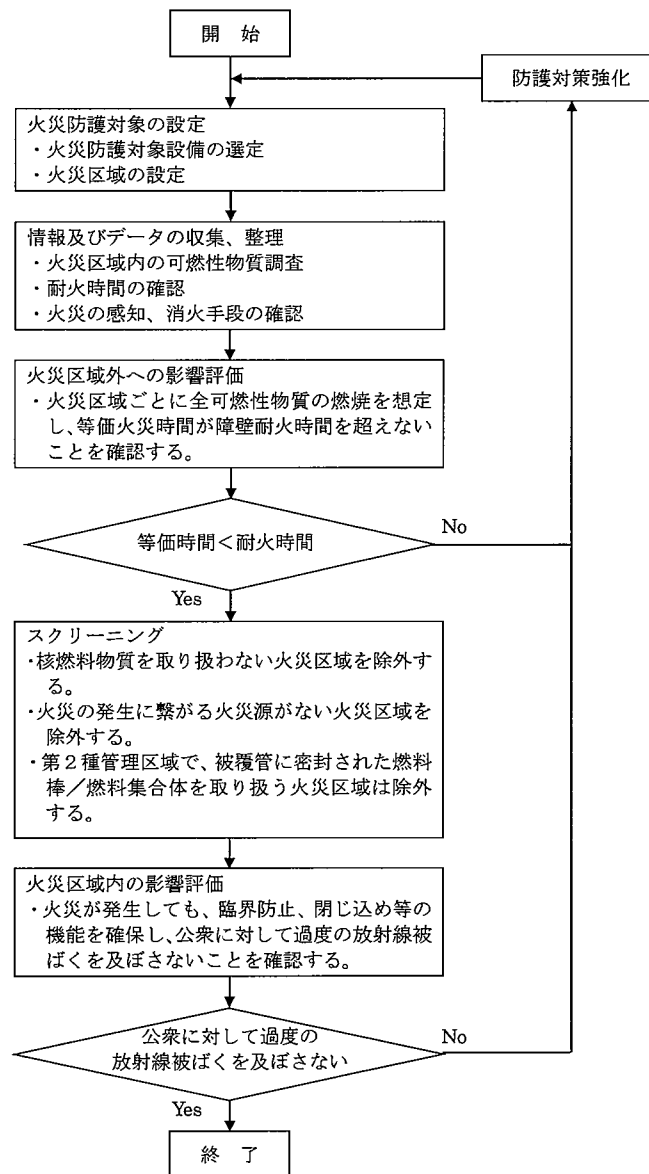 開 始
防護対策強化
火災防護対象の設定
・火災防護対象設備の選定
・火災区域の設定
情報及びデータの収集、整理
・火災区域内の可燃性物質調査
・耐火時間の確認
・火災の感知、消火手段の確認
火災区域外への影響評価
・火災区域ごとに全可燃性物質の燃焼を想定
し、等価火災時間が障壁耐火時間を超えない
ことを確認する。
等価時間＜耐火時間
No
Yes
スクリーニング
・核燃料物質を取り扱わない火災区域を除外す
る。
・火災の発生に繋がる火災源がない火災区域を
除外する。
・第２種管理区域で、被覆管に密封された燃料
棒／燃料集合体を取り扱う火災区域は除外
する。
火災区域内の影響評価
・火災が発生しても、臨界防止、閉じ込め等の
機能を確保し、公衆に対して過度の放射線被
ばくを及ぼさないことを確認する。
公衆に対して過度の
放射線被ばくを及ぼさない
No
Yes
終 了